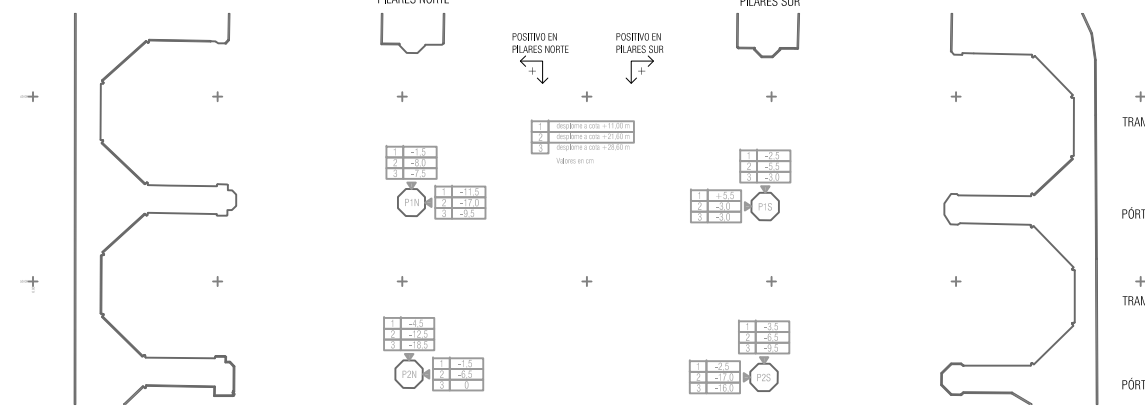 PILARES NORTE
PILARES SUR
POSITIVO EN
PILARES NORTE
+
POSITIVO EN
PILARES SUR
+
1 desplome a cota +11,00 m
2 desplome a cota +21,60 m
3 desplome a cota +28,60 m
Valores en cm
TRAM
1 -1,5
2 -8,0
3 -7,5
P1N
1 -11,5
2 -17,0
3 -9,5
1 -2,5
2 -5,5
3 -3,0
1 +5,5
2 -3,0
3 -3,0
P1S
PÓRT
TRAM
1 -4,5
2 -12,5
3 -18,5
P2N
1 -1,5
2 -6,5
3 0
1 -3,5
2 -6,5
3 -9,5
1 -2,5
2 -17,0
3 -16,0
P2S
PÓRT